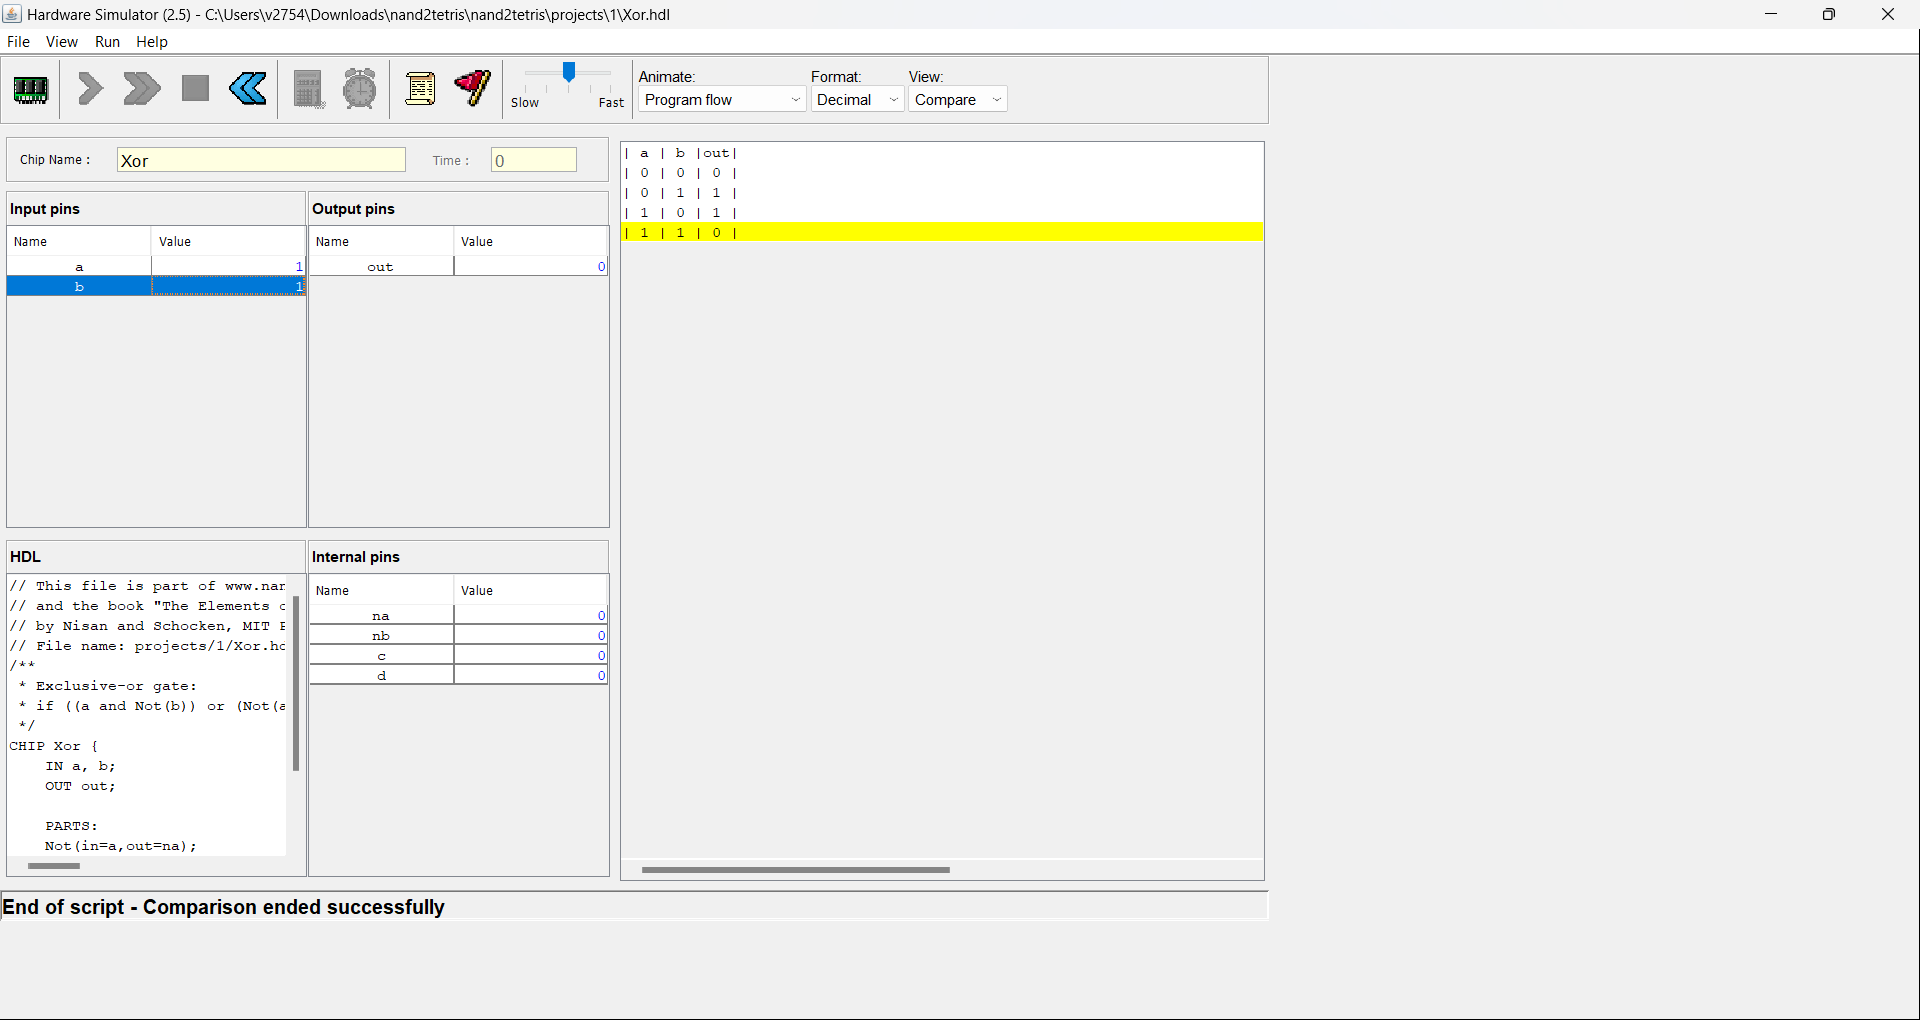 Hardware Simulator (2.5) - C:\Users\v2754\Downloads\nand2tetris\nand2tetris\projects\1\Xor.hdl
File View Run Help
Slow Fast
Animate: Format: View:
Program flow Decimal Compare
Chip Name : Xor Time : 0
Input pins
Name Value
a 1
b 1
Output pins
Name Value
out 0
| a | b |out|
| 0 | 0 | 0 |
| 0 | 1 | 1 |
| 1 | 0 | 1 |
| 1 | 1 | 0 |
HDL
// This file is part of www.nan
// and the book "The Elements o
// by Nisan and Schocken, MIT P
// File name: projects/1/Xor.hd
/**
* Exclusive-or gate:
* if ((a and Not(b)) or (Not(a
*/
CHIP Xor {
IN a, b;
OUT out;
PARTS:
Not(in=a,out=na);
Internal pins
Name Value
na 0
nb 0
c 0
d 0
End of script - Comparison ended successfully